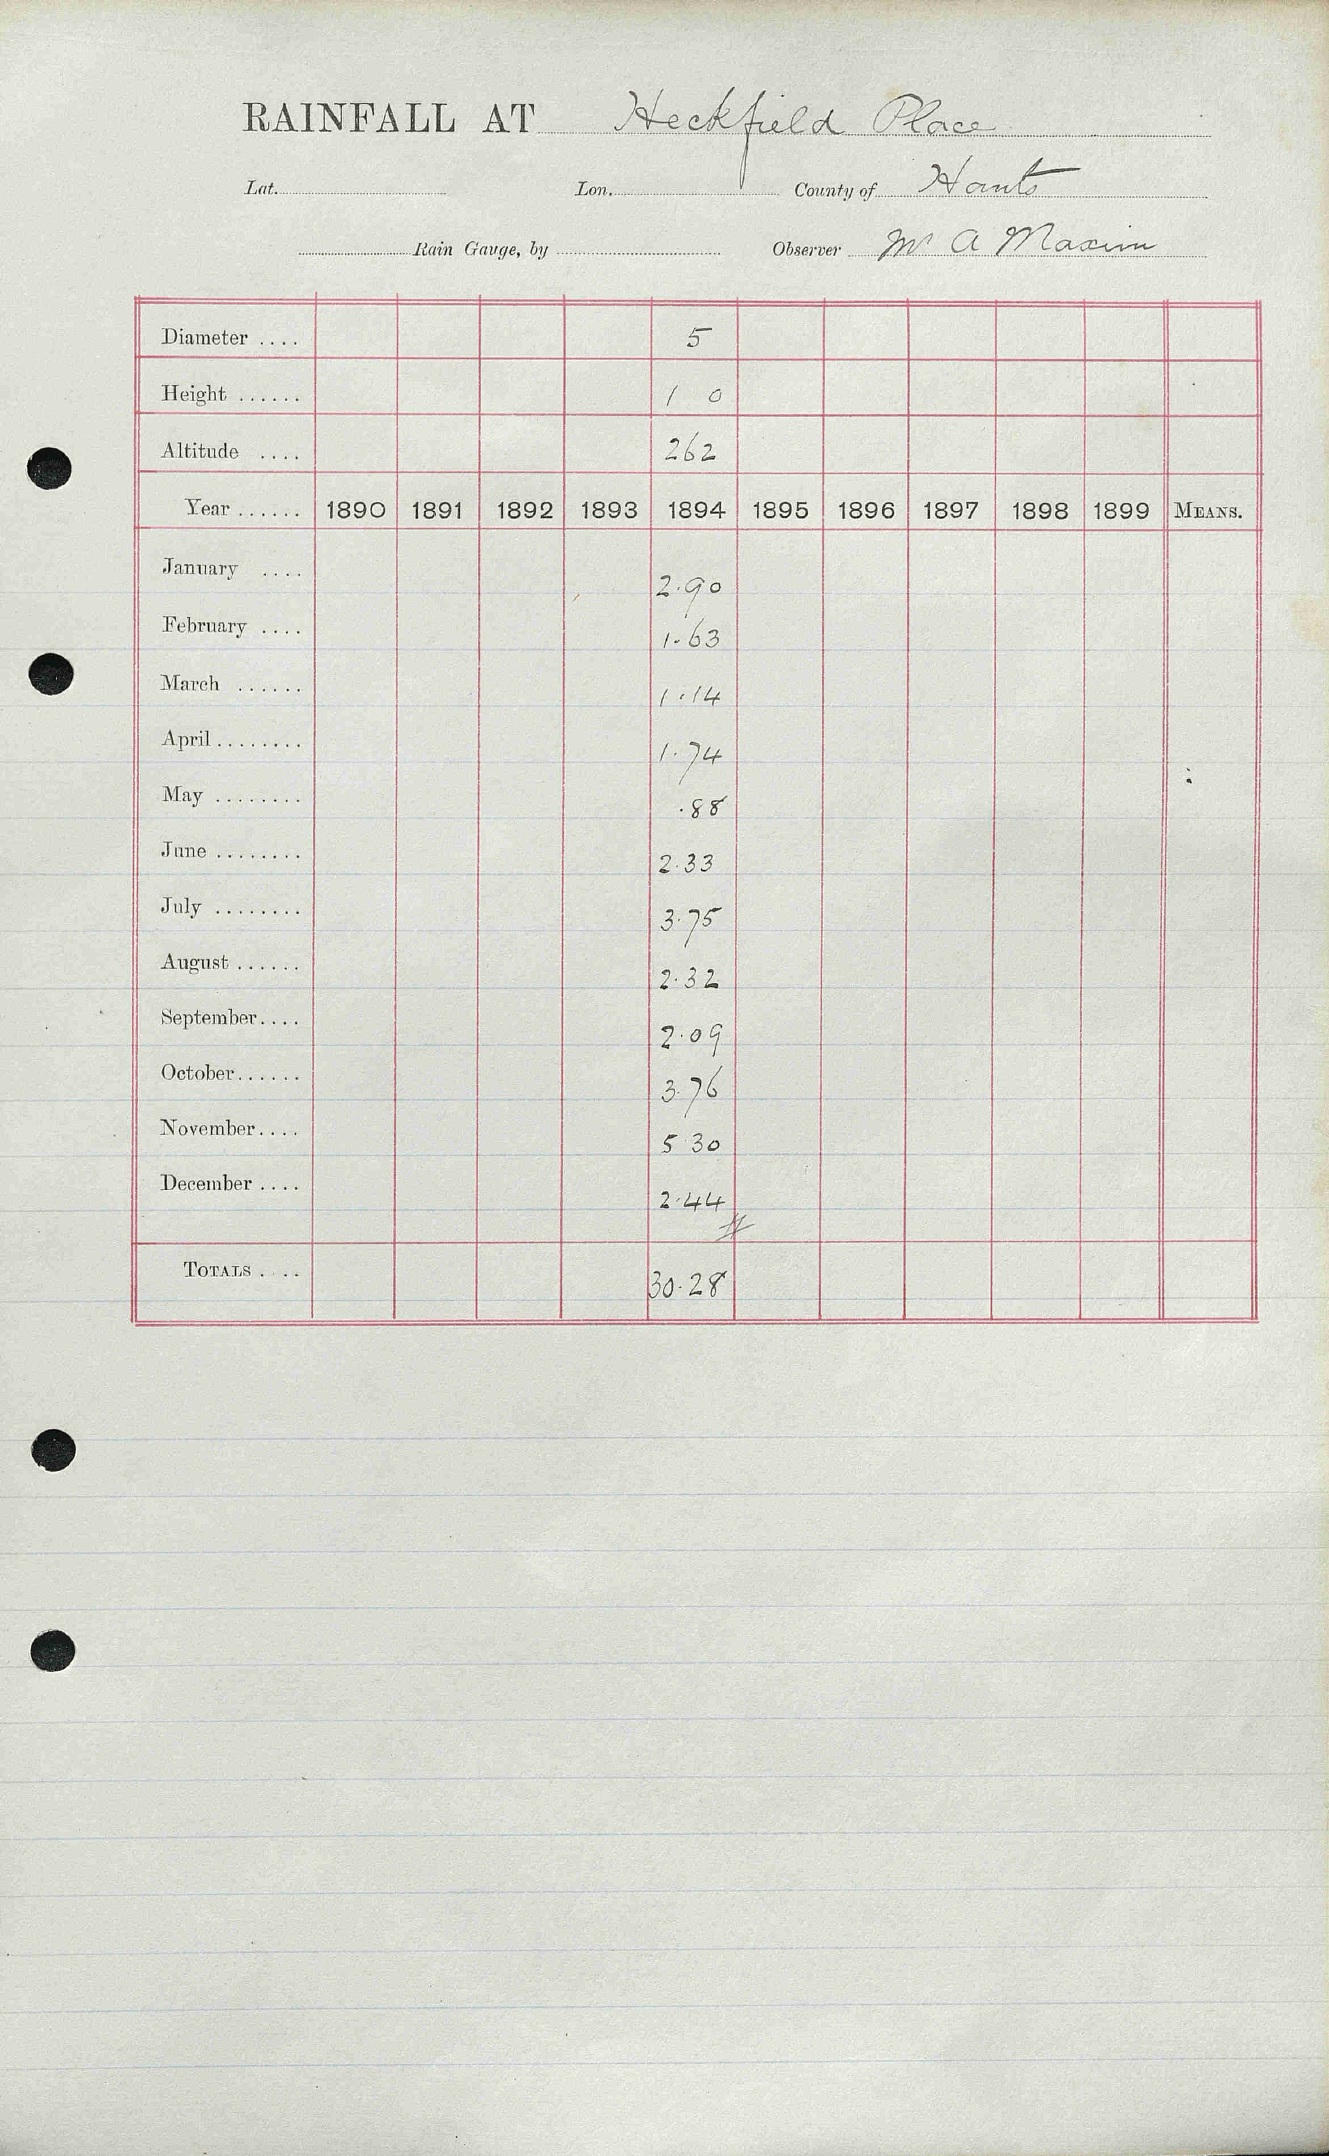 RAINFALL AT Heckfield Place
Lat. Lon. County of Hants
Rain Gauge, by Observer Mr A Maxim
Diameter .... 5
Height ...... 1 0
Altitude .... 262
Year ...... 1890 1891 1892 1893 1894 1895 1896 1897 1898 1899 MEANS.
January .... 2.90
February .... 1.63
March ...... 1.14
April ........ 1.74
May ........ .88
June ........ 2.33
July ........ 3.75
August ...... 2.32
September .... 2.09
October ...... 3.76
November .... 5 30
December .... 2.44
TOTALS .... 30.28